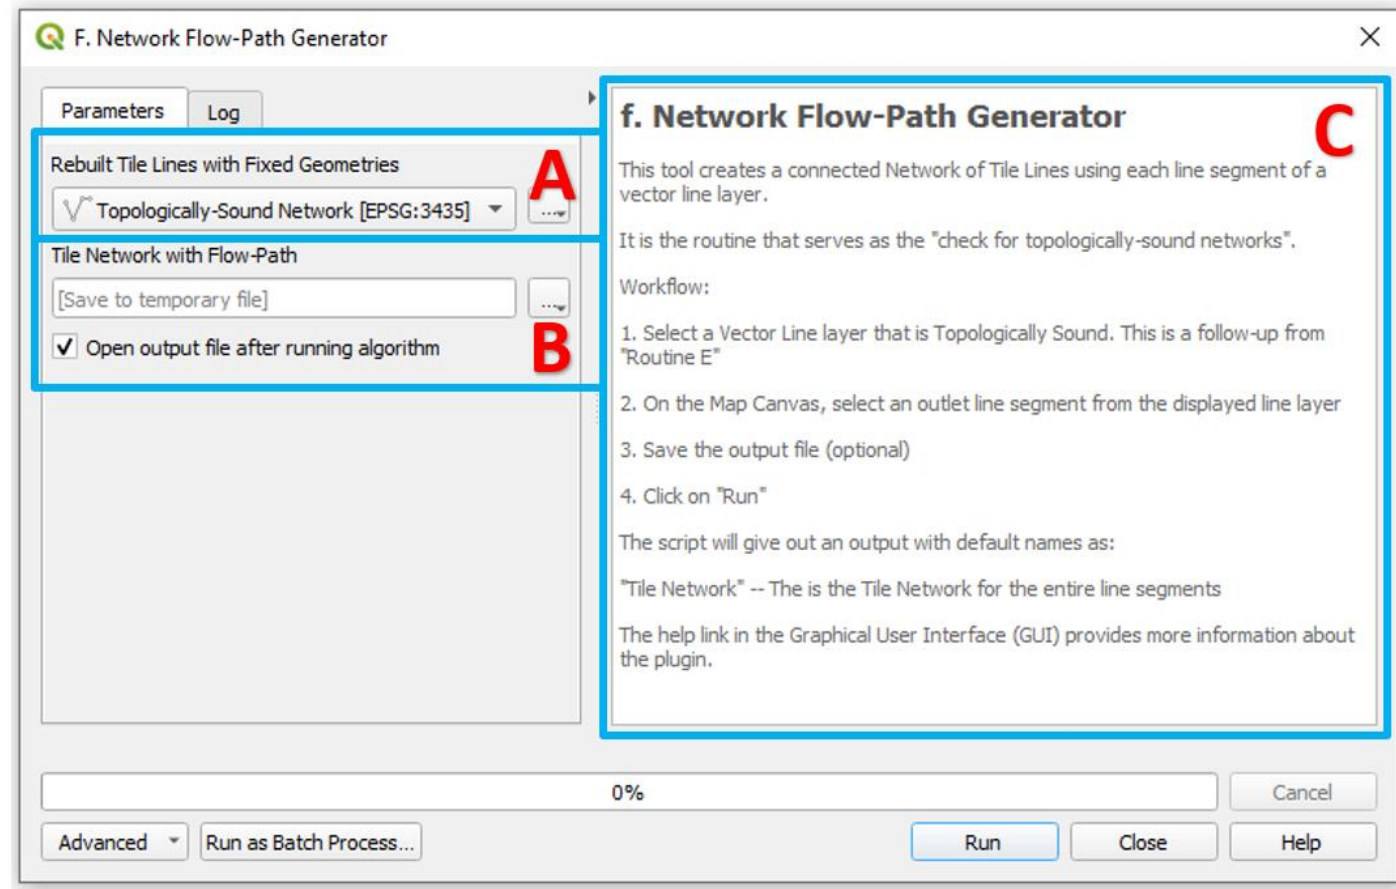 F. Network Flow-Path Generator
Parameters
Log
Rebuilt Tile Lines with Fixed Geometries
A
Topologically-Sound Network [EPSG:3435]
...
Tile Network with Flow-Path
[Save to temporary file]
...
B
Open output file after running algorithm
f. Network Flow-Path Generator
C
This tool creates a connected Network of Tile Lines using each line segment of a
vector line layer.
It is the routine that serves as the "check for topologically-sound networks".
Workflow:
1. Select a Vector Line layer that is Topologically Sound. This is a follow-up from
"Routine E"
2. On the Map Canvas, select an outlet line segment from the displayed line layer
3. Save the output file (optional)
4. Click on "Run"
The script will give out an output with default names as:
"Tile Network" -- The is the Tile Network for the entire line segments
The help link in the Graphical User Interface (GUI) provides more information about
the plugin.
0%
Cancel
Advanced
Run as Batch Process...
Run
Close
Help